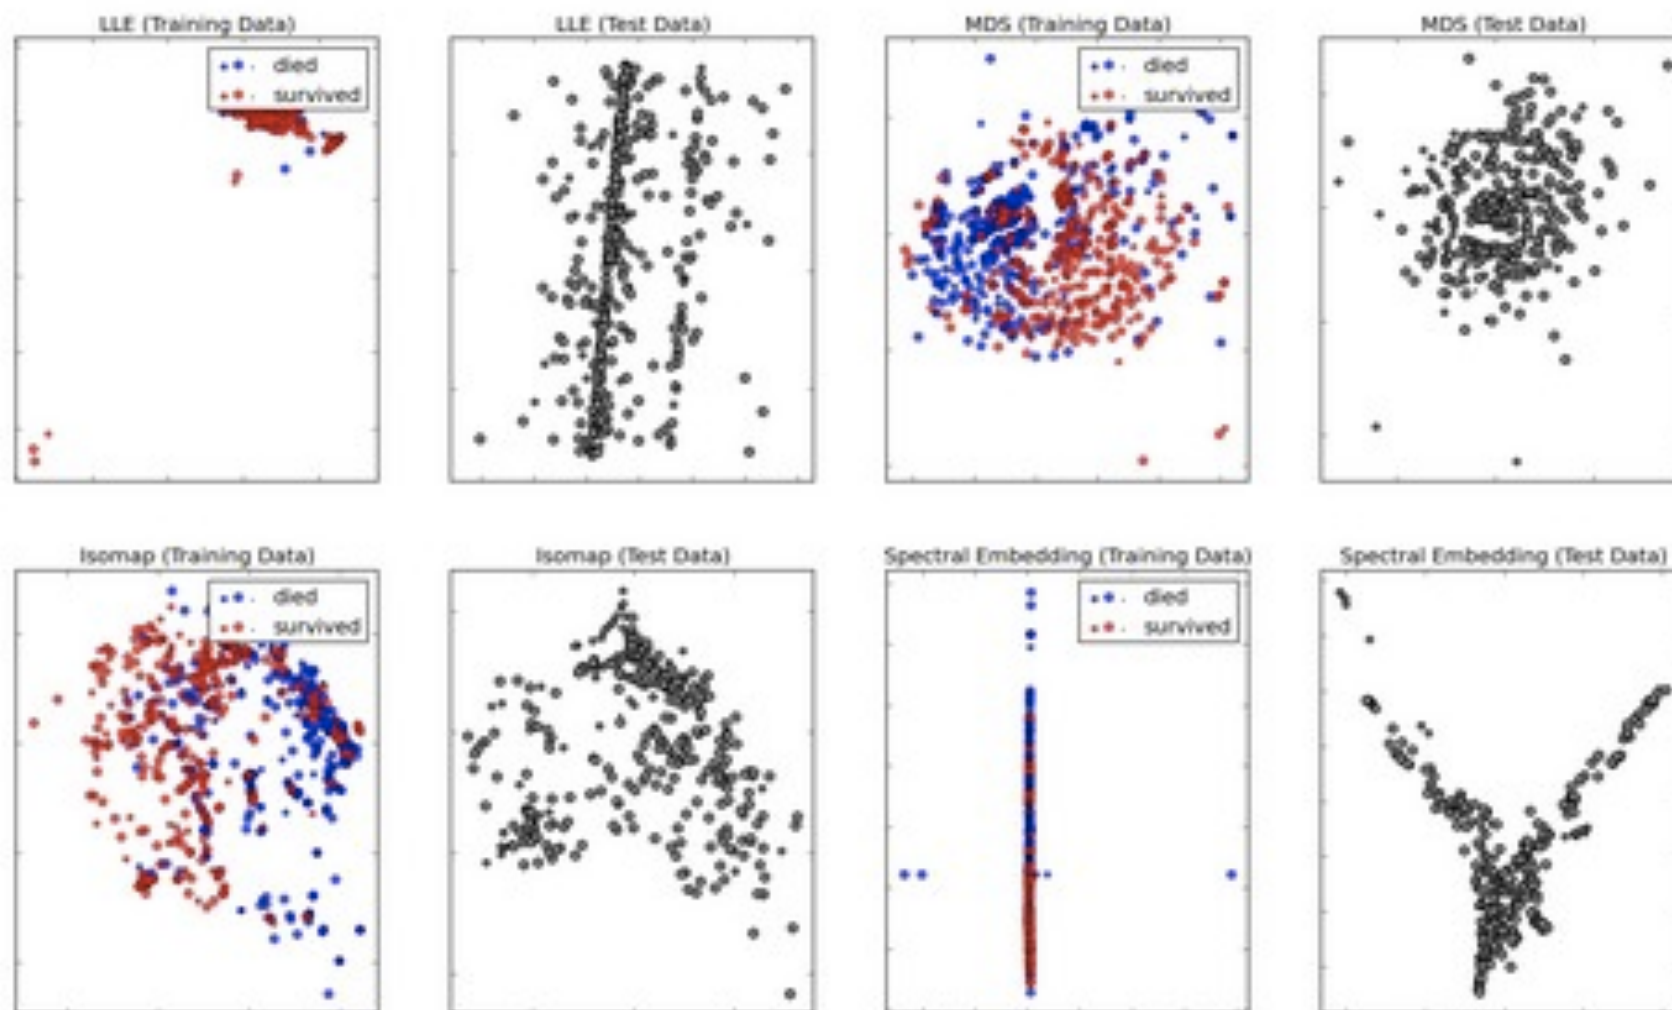 LLE (Training Data)
died
survived
LLE (Test Data)
MDS (Training Data)
died
survived
MDS (Test Data)
Isomap (Training Data)
died
survived
Isomap (Test Data)
Spectral Embedding (Training Data)
died
survived
Spectral Embedding (Test Data)